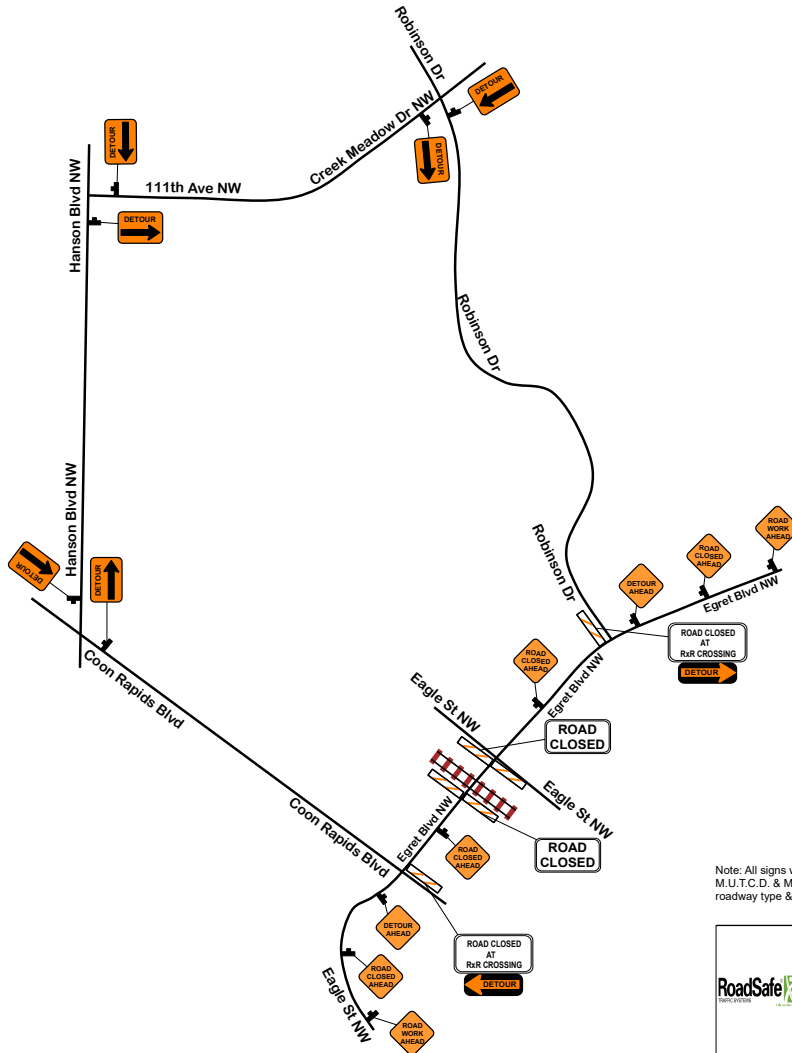 Robinson Dr
DETOUR
Creek Meadow Dr NW
DETOUR
DETOUR
Hanson Blvd NW
111th Ave NW
DETOUR
Robinson Dr
Hanson Blvd NW
DETOUR
DETOUR
Robinson Dr
ROAD
WORK
AHEAD
ROAD
CLOSED
AHEAD
DETOUR
AHEAD
Egret Blvd NW
ROAD CLOSED
AT
RxR CROSSING
DETOUR
ROAD
CLOSED
AHEAD
Egret Blvd NW
Coon Rapids Blvd
Eagle St NW
ROAD
CLOSED
Eagle St NW
Coon Rapids Blvd
Egret Blvd NW
ROAD
CLOSED
AHEAD
ROAD
CLOSED
DETOUR
AHEAD
ROAD CLOSED
AT
RxR CROSSING
DETOUR
ROAD
CLOSED
AHEAD
Eagle St NW
ROAD
WORK
AHEAD
Note: All signs
M.U.T.C.D. & M
roadway type &
RoadSafe
TRAFFIC SYSTEMS